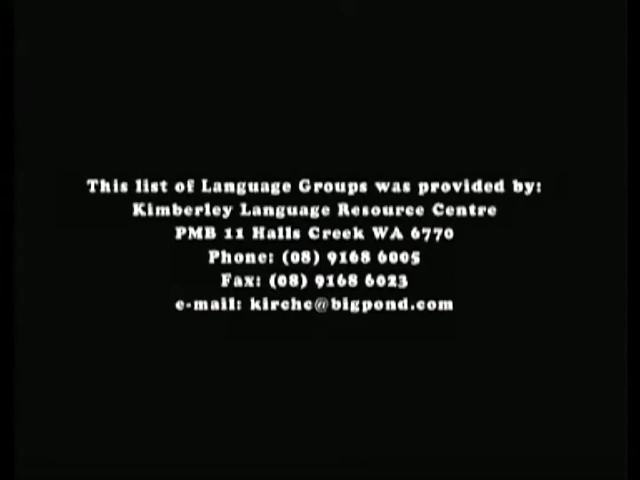 This list of Language Groups was provided by:
Kimberley Language Resource Centre
PMB 11 Halls Creek WA 6770
Phone: (08) 9168 6005
Fax: (08) 9168 6023
e-mail: kirchc@bigpond.com